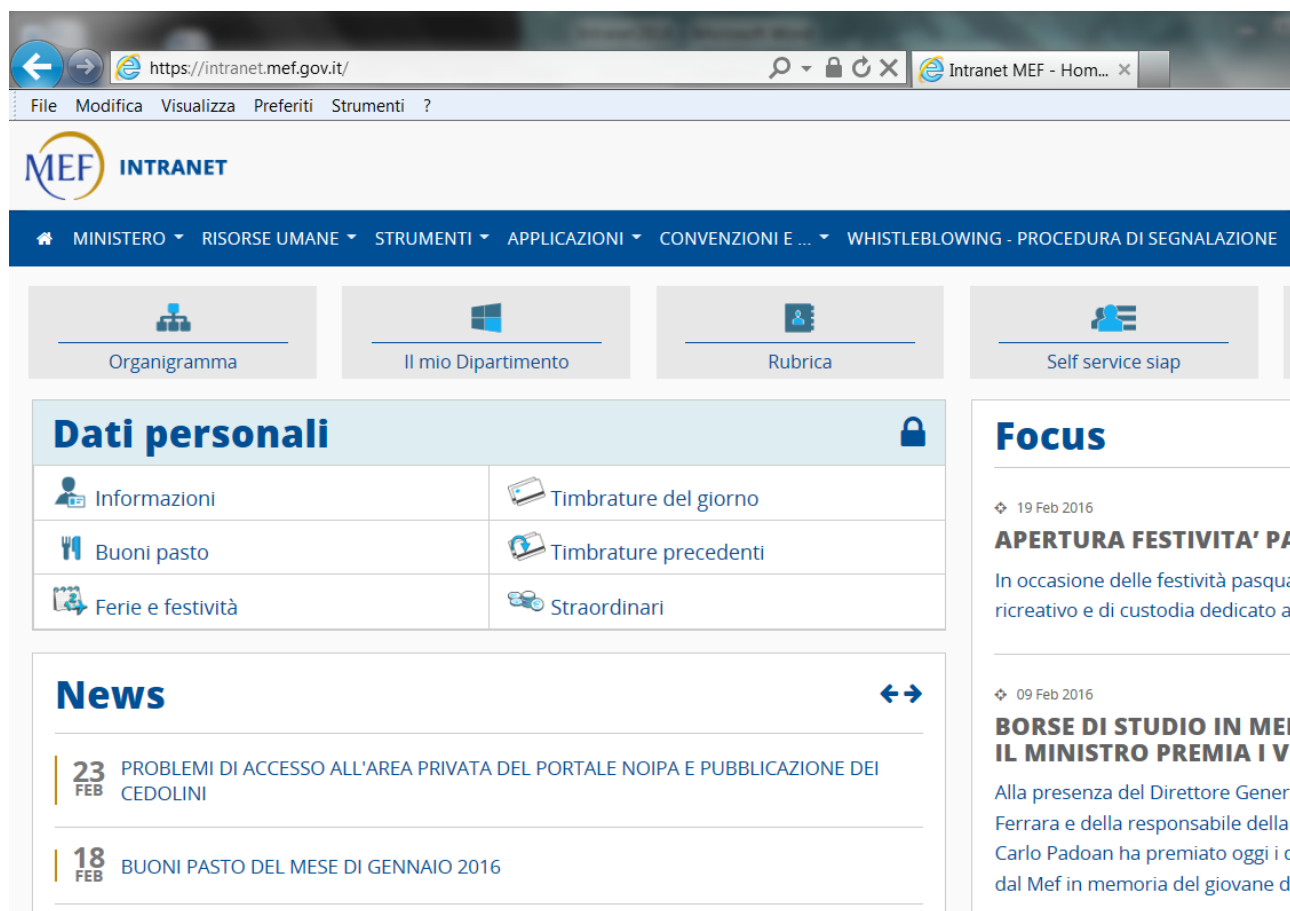 https://intranet.mef.gov.it/
Intranet MEF - Hom...
File Modifica Visualizza Preferiti Strumenti ?
MEF INTRANET
MINISTERO RISORSE UMANE STRUMENTI APPLICAZIONI CONVENZIONI E ... WHISTLEBLOWING - PROCEDURA DI SEGNALAZIONE
Organigramma
Il mio Dipartimento
Rubrica
Self service siap
Dati personali
Informazioni
Timbrature del giorno
Buoni pasto
Timbrature precedenti
Ferie e festività
Straordinari
News
23 FEB
PROBLEMI DI ACCESSO ALL'AREA PRIVATA DEL PORTALE NOIPA E PUBBLICAZIONE DEI
CEDOLINI
18 FEB
BUONI PASTO DEL MESE DI GENNAIO 2016
Focus
19 Feb 2016
APERTURA FESTIVITA’ PA
In occasione delle festività pasqua
ricreativo e di custodia dedicato a
09 Feb 2016
BORSE DI STUDIO IN ME
IL MINISTRO PREMIA I V
Alla presenza del Direttore Gener
Ferrara e della responsabile della
Carlo Padoan ha premiato oggi i
dal Mef in memoria del giovane d